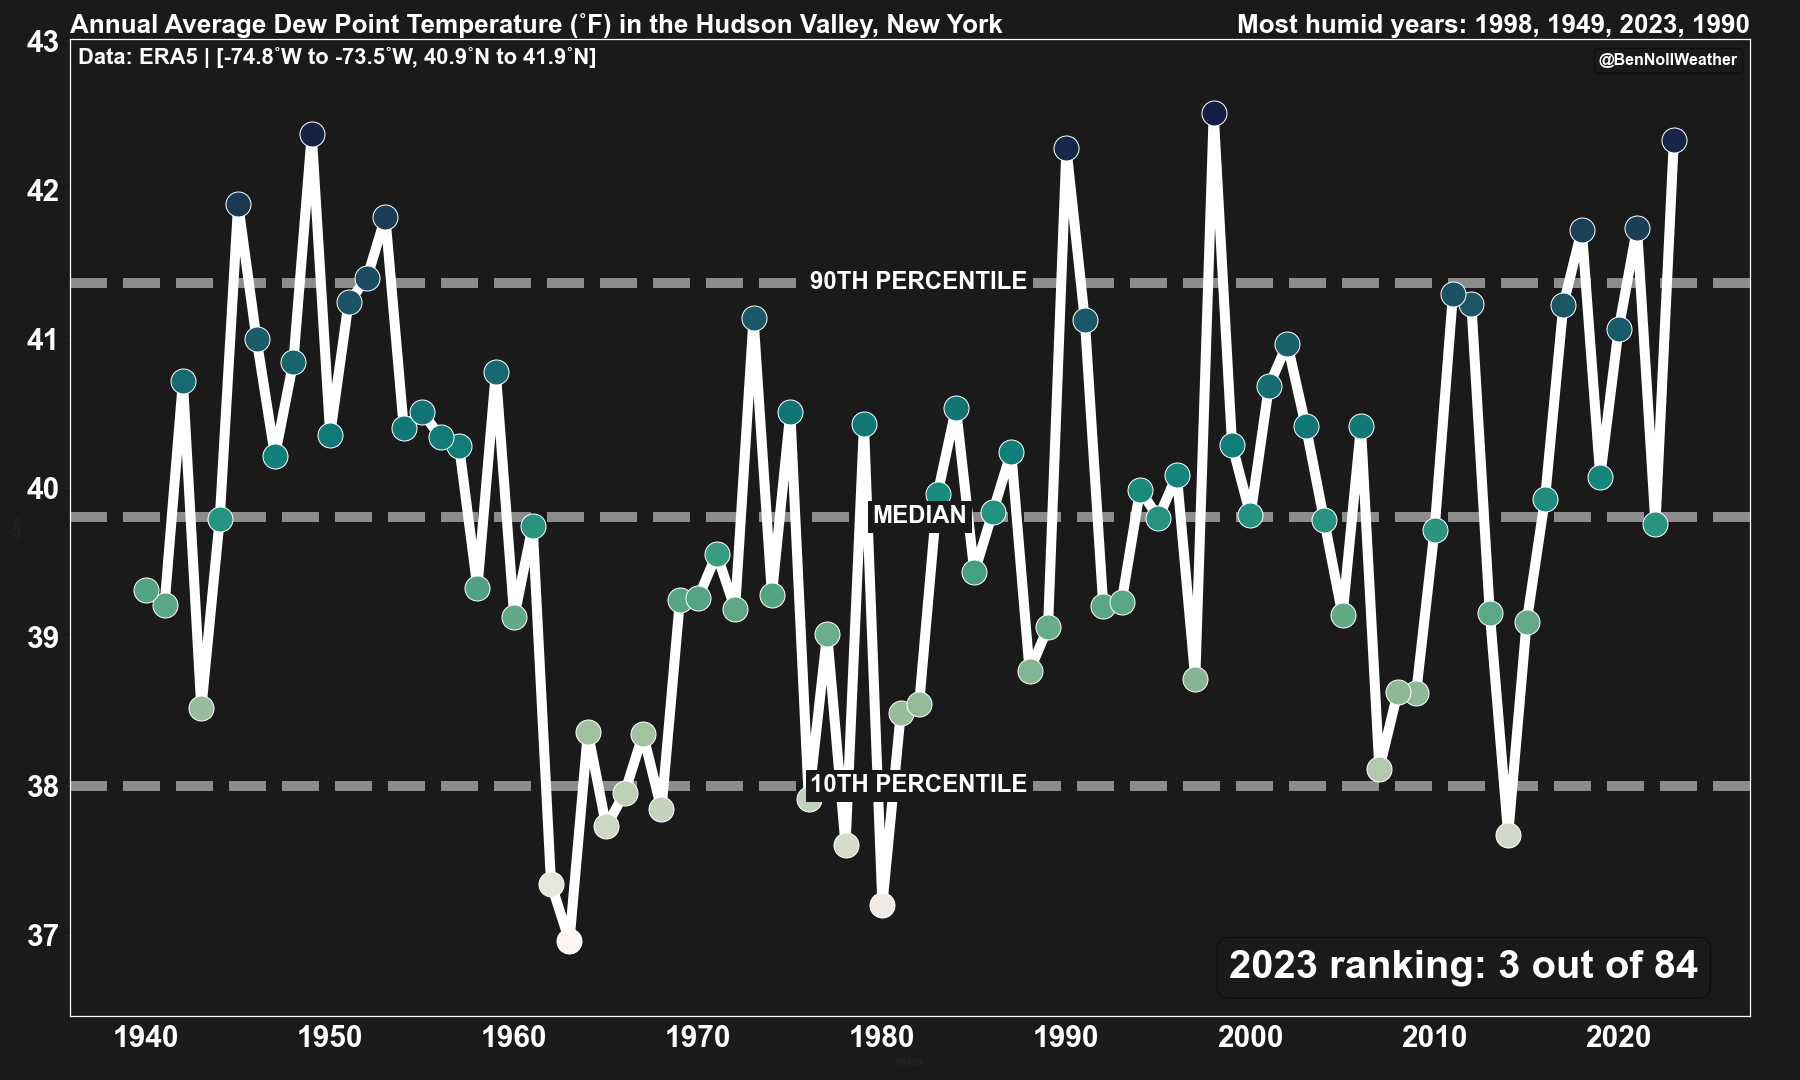 Annual Average Dew Point Temperature (˚F) in the Hudson Valley, New York
Most humid years: 1998, 1949, 2023, 1990
Data: ERA5 | [-74.8˚W to -73.5˚W, 40.9˚N to 41.9˚N]
@BenNollWeather
43
42
90TH PERCENTILE
41
40
MEDIAN
39
38
10TH PERCENTILE
37
2023 ranking: 3 out of 84
1940 1950 1960 1970 1980 1990 2000 2010 2020
index